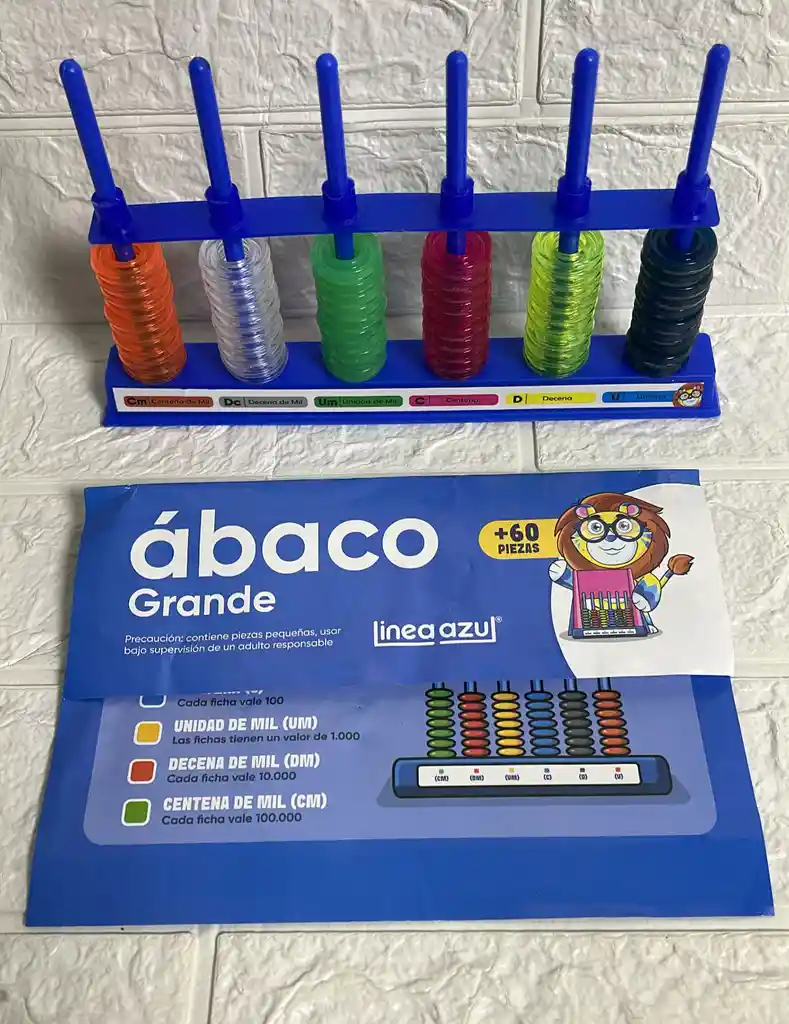 Cm Centena de Mil Dc Decena de Mil Um Unidad de Mil C Centena D Decena U
ábaco
Grande
+60
PIEZAS
Precaución: contiene piezas pequeñas, usar
bajo supervisión de un adulto responsable
Linea azul®
Cada ficha vale 100
UNIDAD DE MIL (UM)
Las fichas tienen un valor de 1.000
DECENA DE MIL (DM)
Cada ficha vale 10.000
CENTENA DE MIL (CM)
Cada ficha vale 100.000
(CM) (DM) (UM) (C) (D) (U)